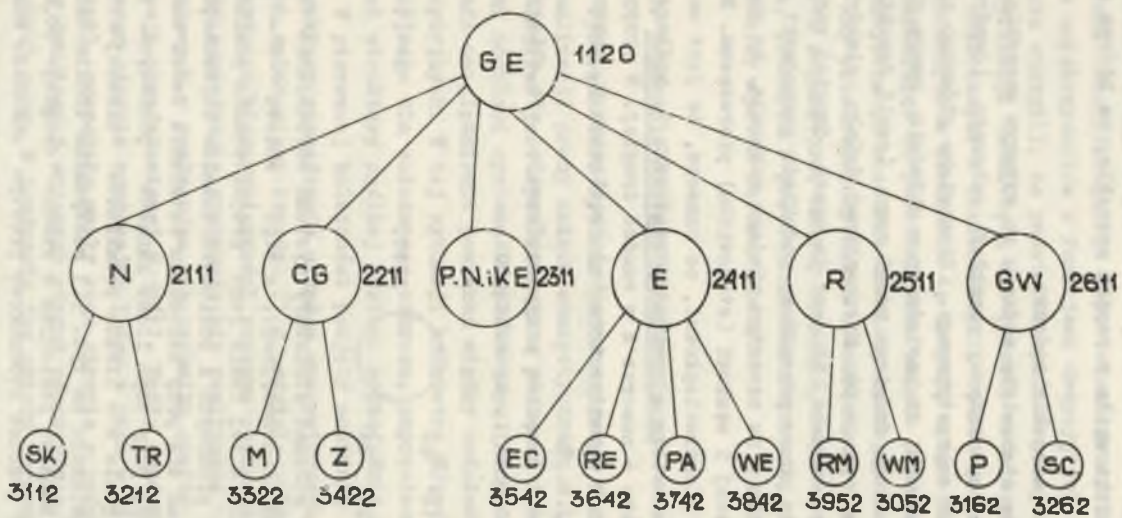 GE 1120
N 2111 CG 2211 P.N.iKE 2311 E 2411 R 2511 GW 2611
SK TR M Z EC RE PA WE RM WM P SC
3112 3212 3322 3422 3542 3642 3742 3842 3952 3052 3162 3262